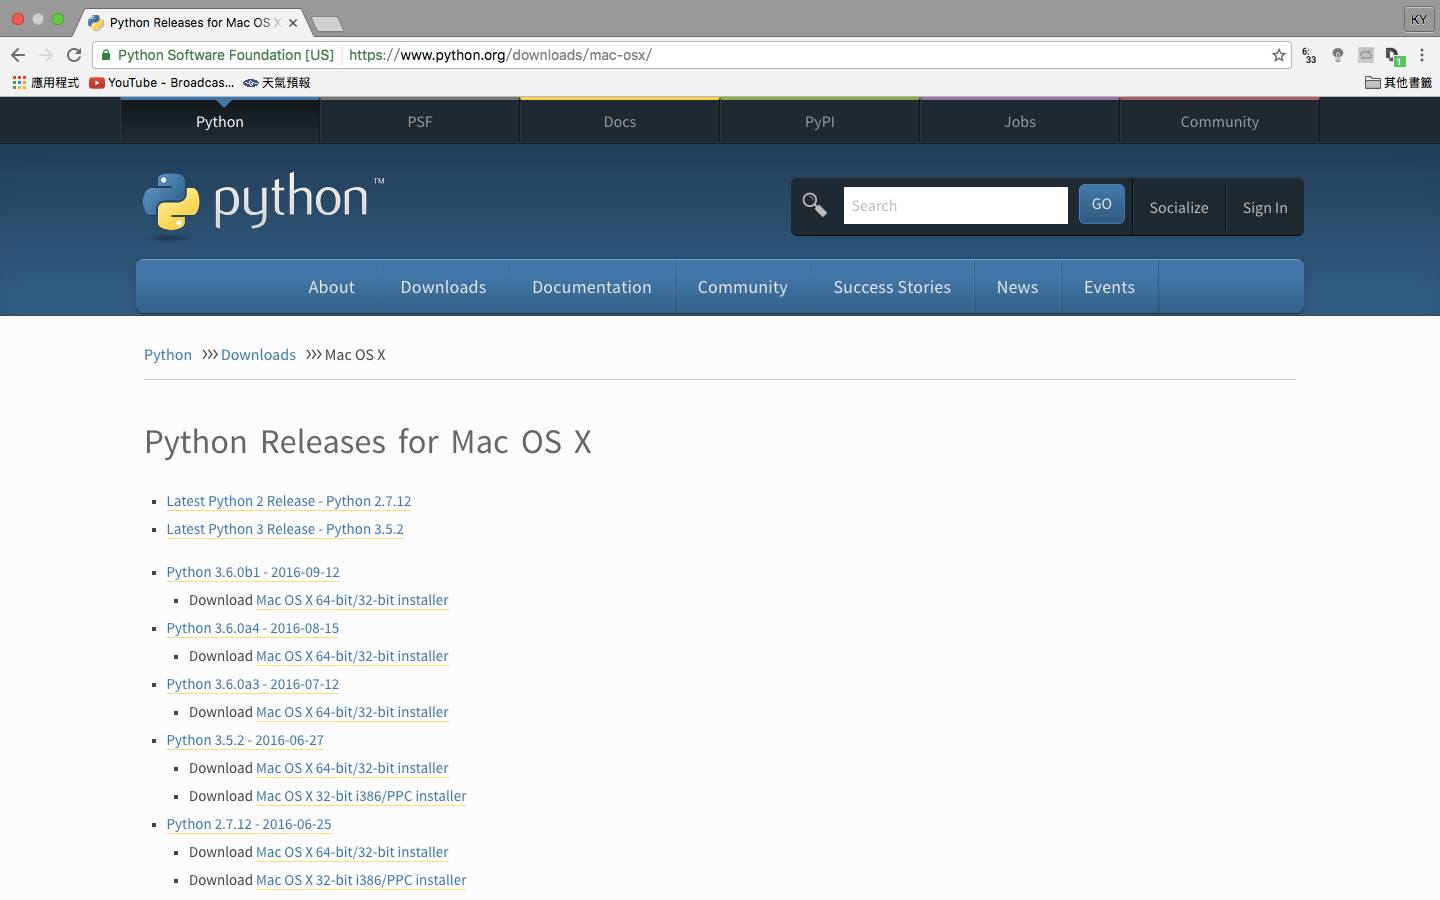 Python Releases for Mac OS X
KY
Python Software Foundation [US] https://www.python.org/downloads/mac-osx/
6:
33
1
應用程式 YouTube - Broadcas... 天氣預報 其他書籤
Python PSF Docs PyPI Jobs Community
python™
Search GO Socialize Sign In
About Downloads Documentation Community Success Stories News Events
Python >>> Downloads >>> Mac OS X
Python Releases for Mac OS X
Latest Python 2 Release - Python 2.7.12
Latest Python 3 Release - Python 3.5.2
Python 3.6.0b1 - 2016-09-12
Download Mac OS X 64-bit/32-bit installer
Python 3.6.0a4 - 2016-08-15
Download Mac OS X 64-bit/32-bit installer
Python 3.6.0a3 - 2016-07-12
Download Mac OS X 64-bit/32-bit installer
Python 3.5.2 - 2016-06-27
Download Mac OS X 64-bit/32-bit installer
Download Mac OS X 32-bit i386/PPC installer
Python 2.7.12 - 2016-06-25
Download Mac OS X 64-bit/32-bit installer
Download Mac OS X 32-bit i386/PPC installer